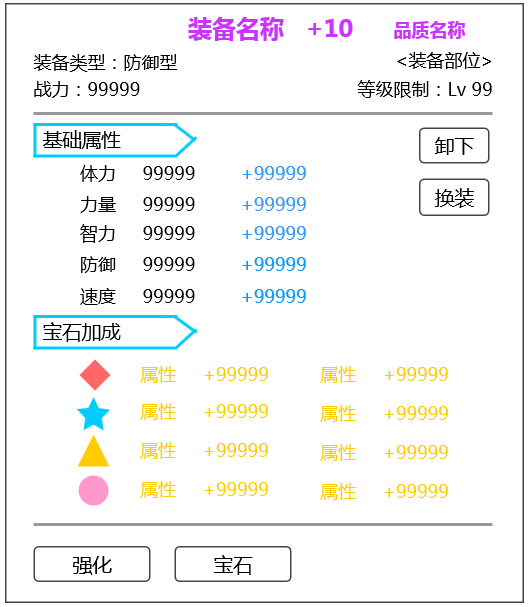 装备名称 +10 品质名称
装备类型：防御型 <装备部位>
战力：99999 等级限制：Lv 99
基础属性 卸下
体力 99999 +99999
换装
力量 99999 +99999
智力 99999 +99999
防御 99999 +99999
速度 99999 +99999
宝石加成
属性 +99999 属性 +99999
属性 +99999 属性 +99999
属性 +99999 属性 +99999
属性 +99999 属性 +99999
强化 宝石